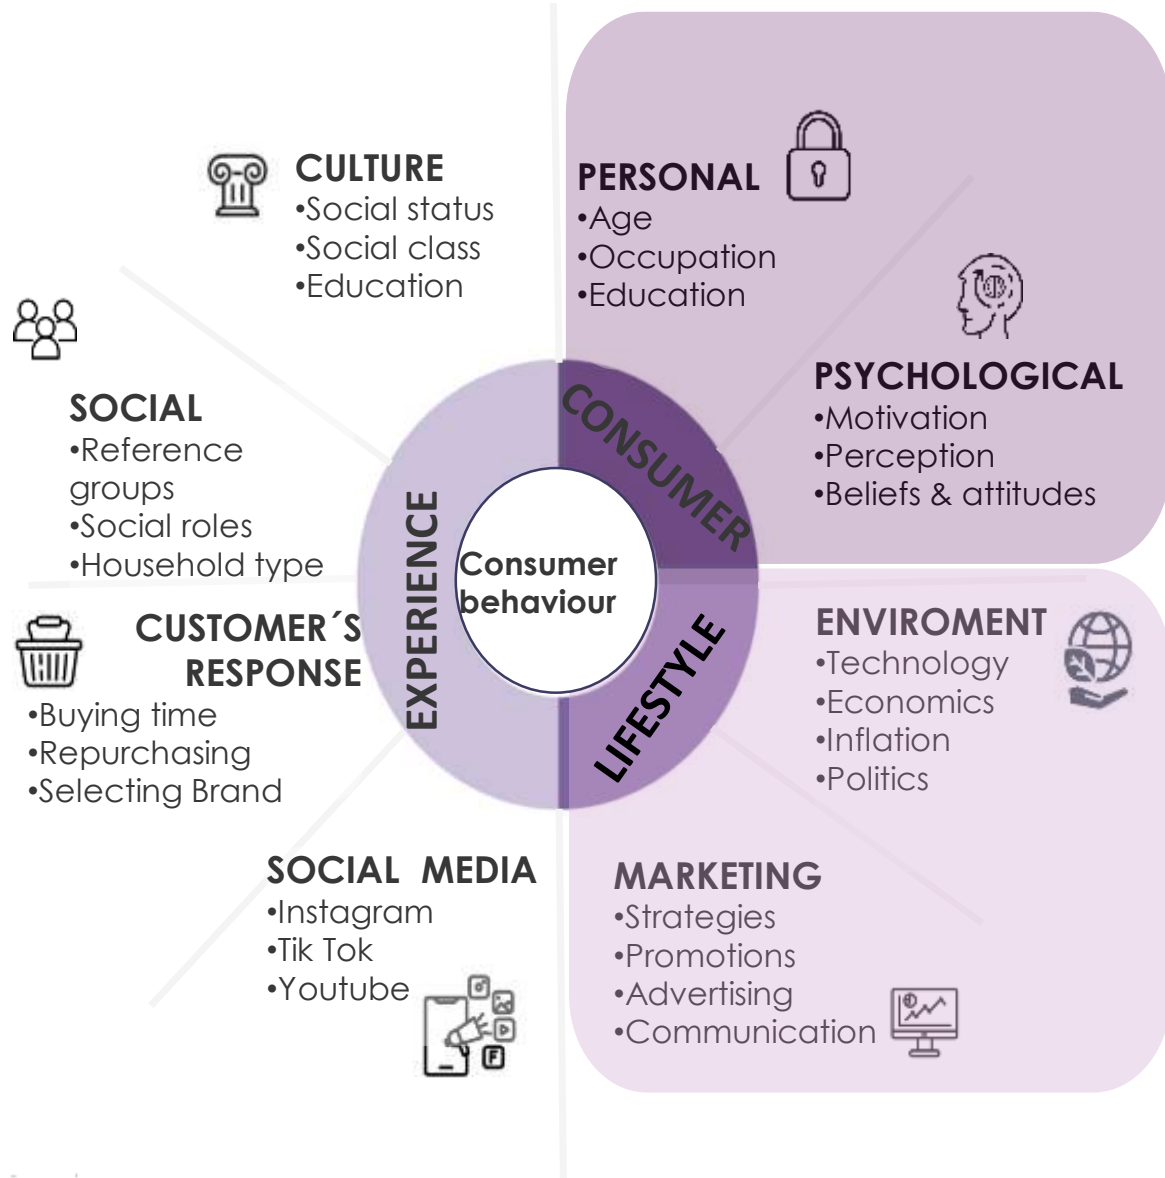 CULTURE
•Social status
•Social class
•Education
PERSONAL
•Age
•Occupation
•Education
PSYCHOLOGICAL
•Motivation
•Perception
•Beliefs & attitudes
SOCIAL
•Reference
groups
•Social roles
•Household type
CONSUMER
EXPERIENCE
LIFESTYLE
Consumer
behaviour
CUSTOMER´S
RESPONSE
•Buying time
•Repurchasing
•Selecting Brand
ENVIROMENT
•Technology
•Economics
•Inflation
•Politics
SOCIAL  MEDIA
•Instagram
•Tik Tok
•Youtube
F
MARKETING
•Strategies
•Promotions
•Advertising
•Communication